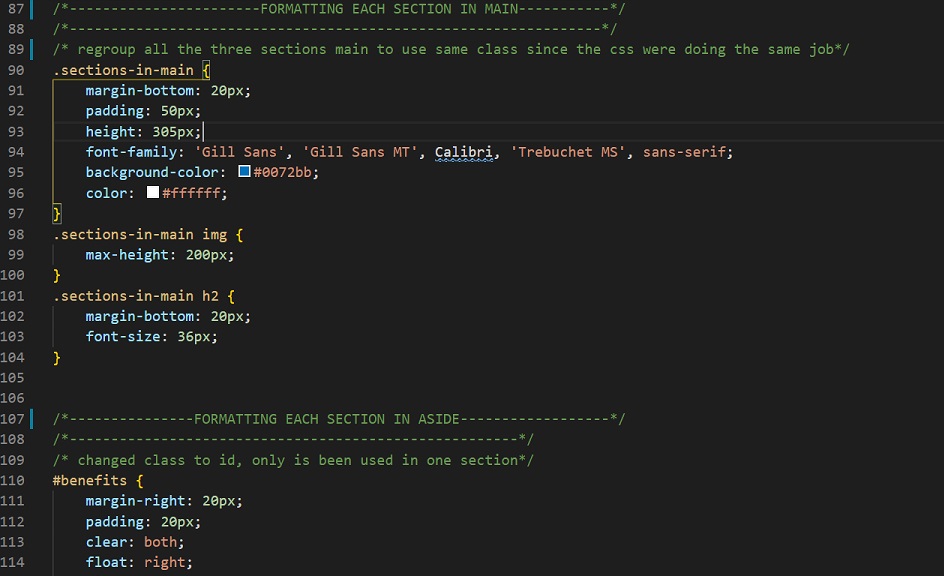 87 /*-----------------------FORMATTING EACH SECTION IN MAIN-----------*/
88 /*----------------------------------------------------------------*/
89 /* regroup all the three sections main to use same class since the css were doing the same job*/
90 .sections-in-main {
91 margin-bottom: 20px;
92 padding: 50px;
93 height: 305px;
94 font-family: 'Gill Sans', 'Gill Sans MT', Calibri, 'Trebuchet MS', sans-serif;
95 background-color: #0072bb;
96 color: #ffffff;
97 }
98 .sections-in-main img {
99 max-height: 200px;
100 }
101 .sections-in-main h2 {
102 margin-bottom: 20px;
103 font-size: 36px;
104 }
105
106
107 /*---------------FORMATTING EACH SECTION IN ASIDE------------------*/
108 /*------------------------------------------------------*/
109 /* changed class to id, only is been used in one section*/
110 #benefits {
111 margin-right: 20px;
112 padding: 20px;
113 clear: both;
114 float: right;